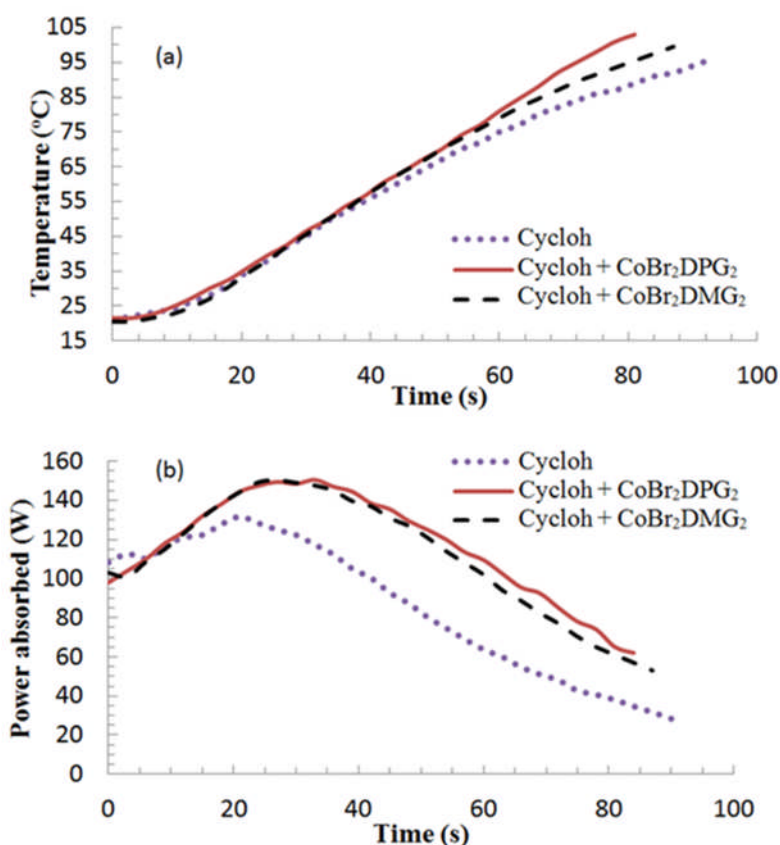 105
95
85
75
65
55
45
35
25
15
Temperature (°C)
(a)
Cycloh
Cycloh + CoBr₂DPG₂
Cycloh + CoBr₂DMG₂
0 20 40 60 80 100
Time (s)
160
140
120
100
80
60
40
20
0
Power absorbed (W)
(b)
Cycloh
Cycloh + CoBr₂DPG₂
Cycloh + CoBr₂DMG₂
0 20 40 60 80 100
Time (s)